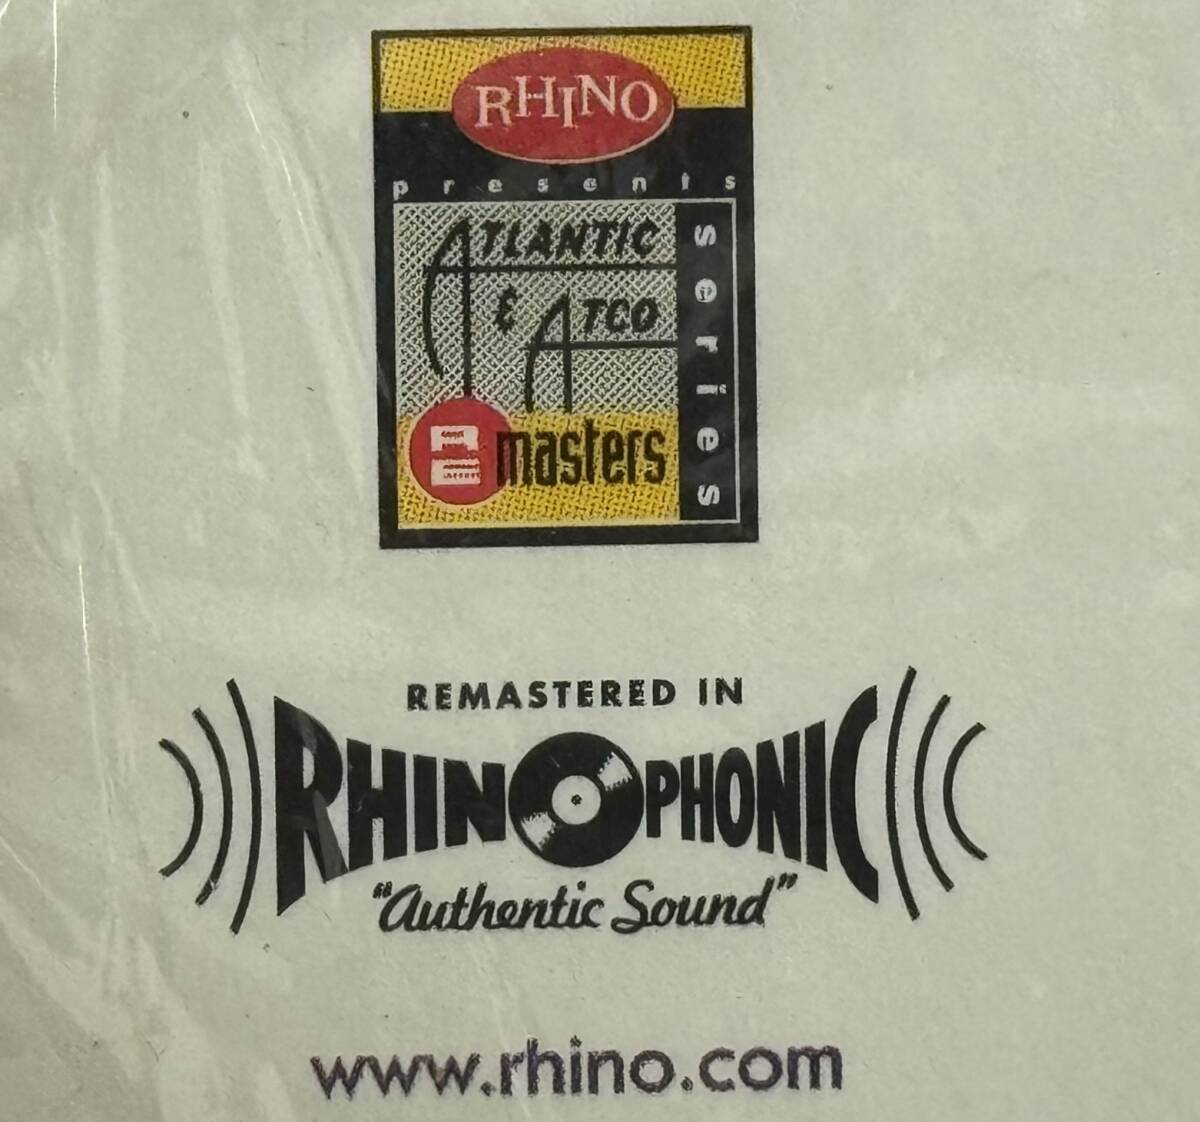 RHINO
presents
ATLANTIC
& ATCO
masters
series
REMASTERED IN
RHINOPHONIC
"Authentic Sound"
www.rhino.com